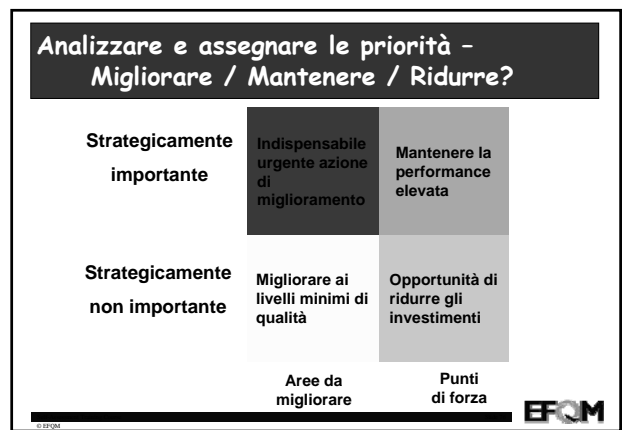 Analizzare e assegnare le priorità –
Migliorare / Mantenere / Ridurre?
Strategicamente
importante
Indispensabile
urgente azione
di
miglioramento
Mantenere la
performance
elevata
Strategicamente
non importante
Migliorare ai
livelli minimi di
qualità
Opportunità di
ridurre gli
investimenti
Aree da
migliorare
Punti
di forza
© EFQM
EFQM